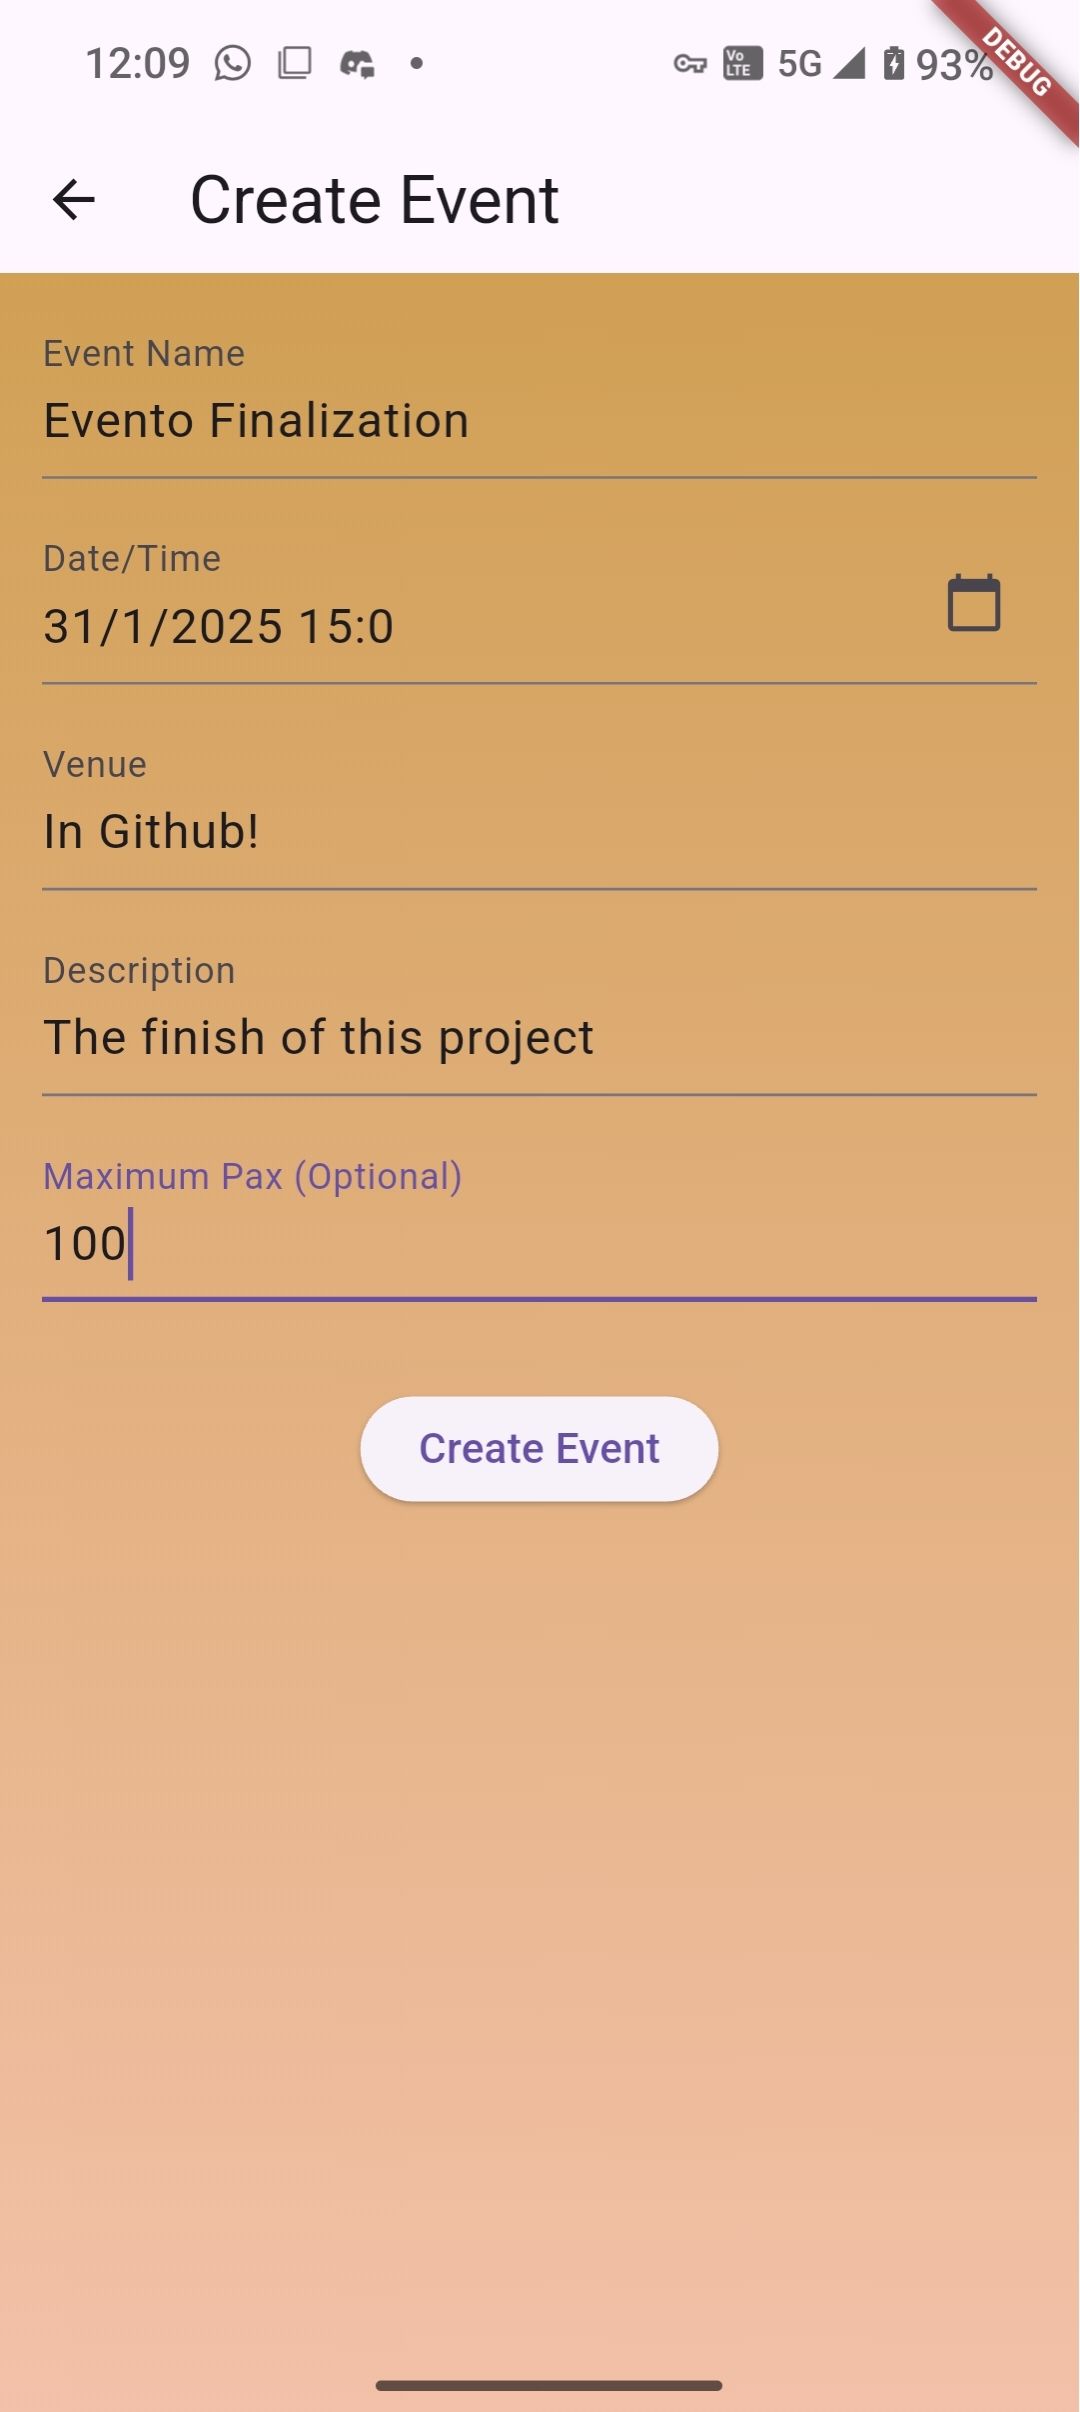 12:09
Vo
LTE
5G
93%
DEBUG
Create Event
Event Name
Evento Finalization
Date/Time
31/1/2025 15:0
Venue
In Github!
Description
The finish of this project
Maximum Pax (Optional)
100
Create Event